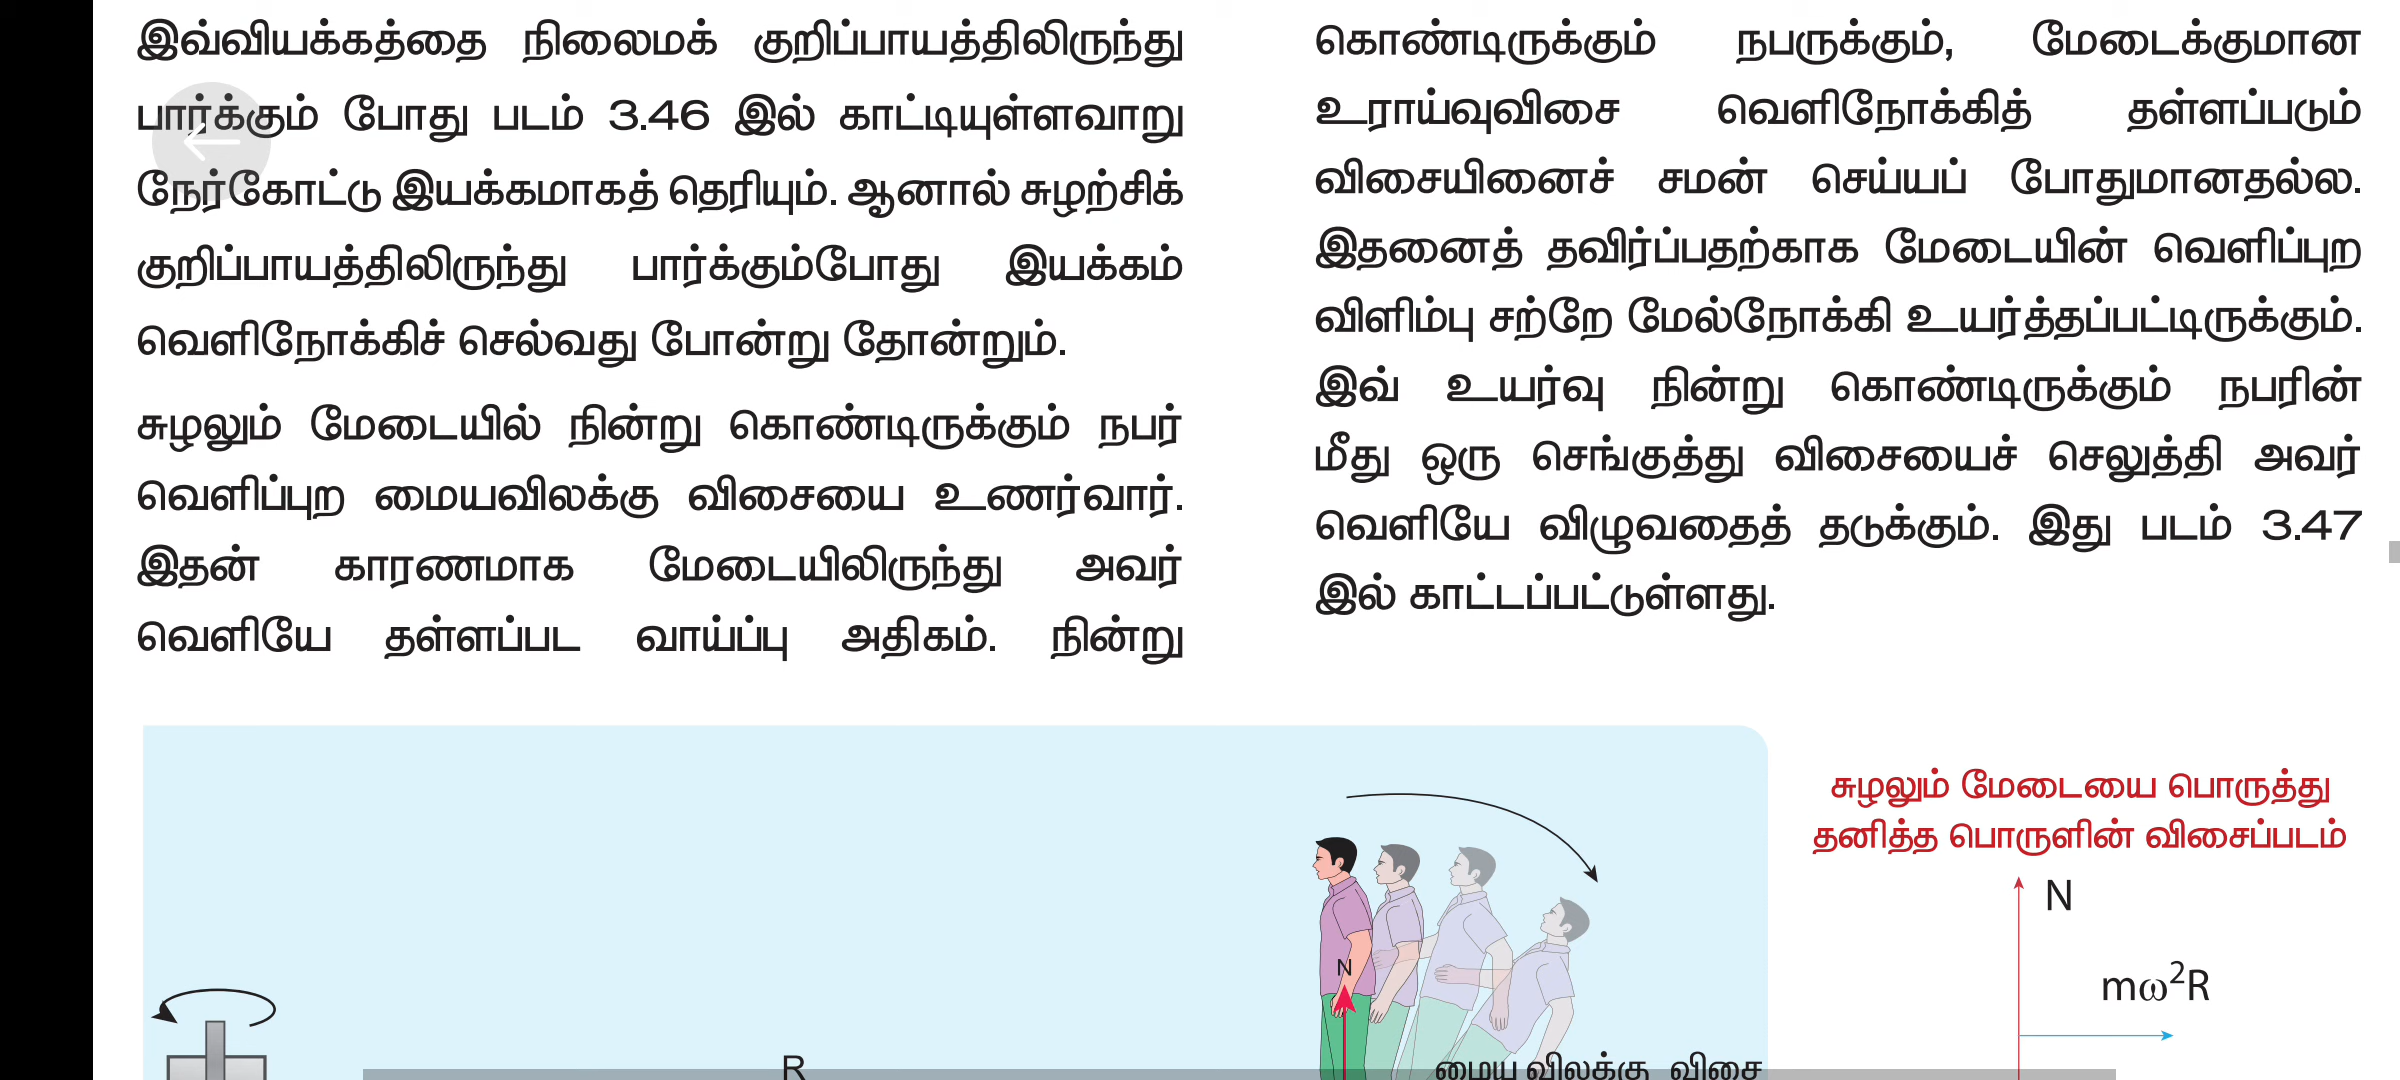 இவ்வியக்கத்தை நிலைமக் குறிப்பாயத்திலிருந்து
பார்க்கும் போது படம் 3.46 இல் காட்டியுள்ளவாறு
நேர்கோட்டு இயக்கமாகத் தெரியும். ஆனால் சுழற்சிக்
குறிப்பாயத்திலிருந்து பார்க்கும்போது இயக்கம்
வெளிநோக்கிச் செல்வது போன்று தோன்றும்.
சுழலும் மேடையில் நின்று கொண்டிருக்கும் நபர்
வெளிப்புற மையவிலக்கு விசையை உணர்வார்.
இதன் காரணமாக மேடையிலிருந்து அவர்
வெளியே தள்ளப்பட வாய்ப்பு அதிகம். நின்று
கொண்டிருக்கும் நபருக்கும், மேடைக்குமான
உராய்வுவிசை வெளிநோக்கித் தள்ளப்படும்
விசையினைச் சமன் செய்யப் போதுமானதல்ல.
இதனைத் தவிர்ப்பதற்காக மேடையின் வெளிப்புற
விளிம்பு சற்றே மேல்நோக்கி உயர்த்தப்பட்டிருக்கும்.
இவ் உயர்வு நின்று கொண்டிருக்கும் நபரின்
மீது ஒரு செங்குத்து விசையைச் செலுத்தி அவர்
வெளியே விழுவதைத் தடுக்கும். இது படம் 3.47
இல் காட்டப்பட்டுள்ளது.
சுழலும் மேடையை பொருத்து
தனித்த பொருளின் விசைப்படம்
N
mω²R
N
R
மைய விலக்கு விசை